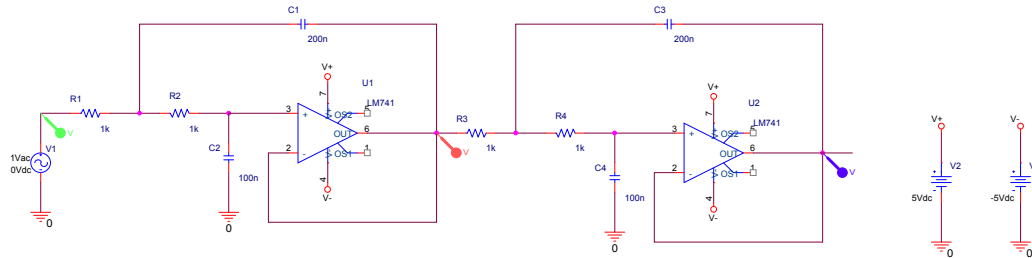 C1
200n
C3
200n
V+
U1
7
LM741
R1
1k
R2
1k
3
+
OS2
5
OUT
6
2
-
OS1
1
4
V-
C2
100n
0
V
V1
1Vac
0Vdc
0
V
R3
1k
R4
1k
V+
U2
7
LM741
3
+
OS2
5
OUT
6
2
-
OS1
1
4
V-
C4
100n
0
V
V+
V2
+
-
5Vdc
0
V-
V
+
-
-5Vdc
0